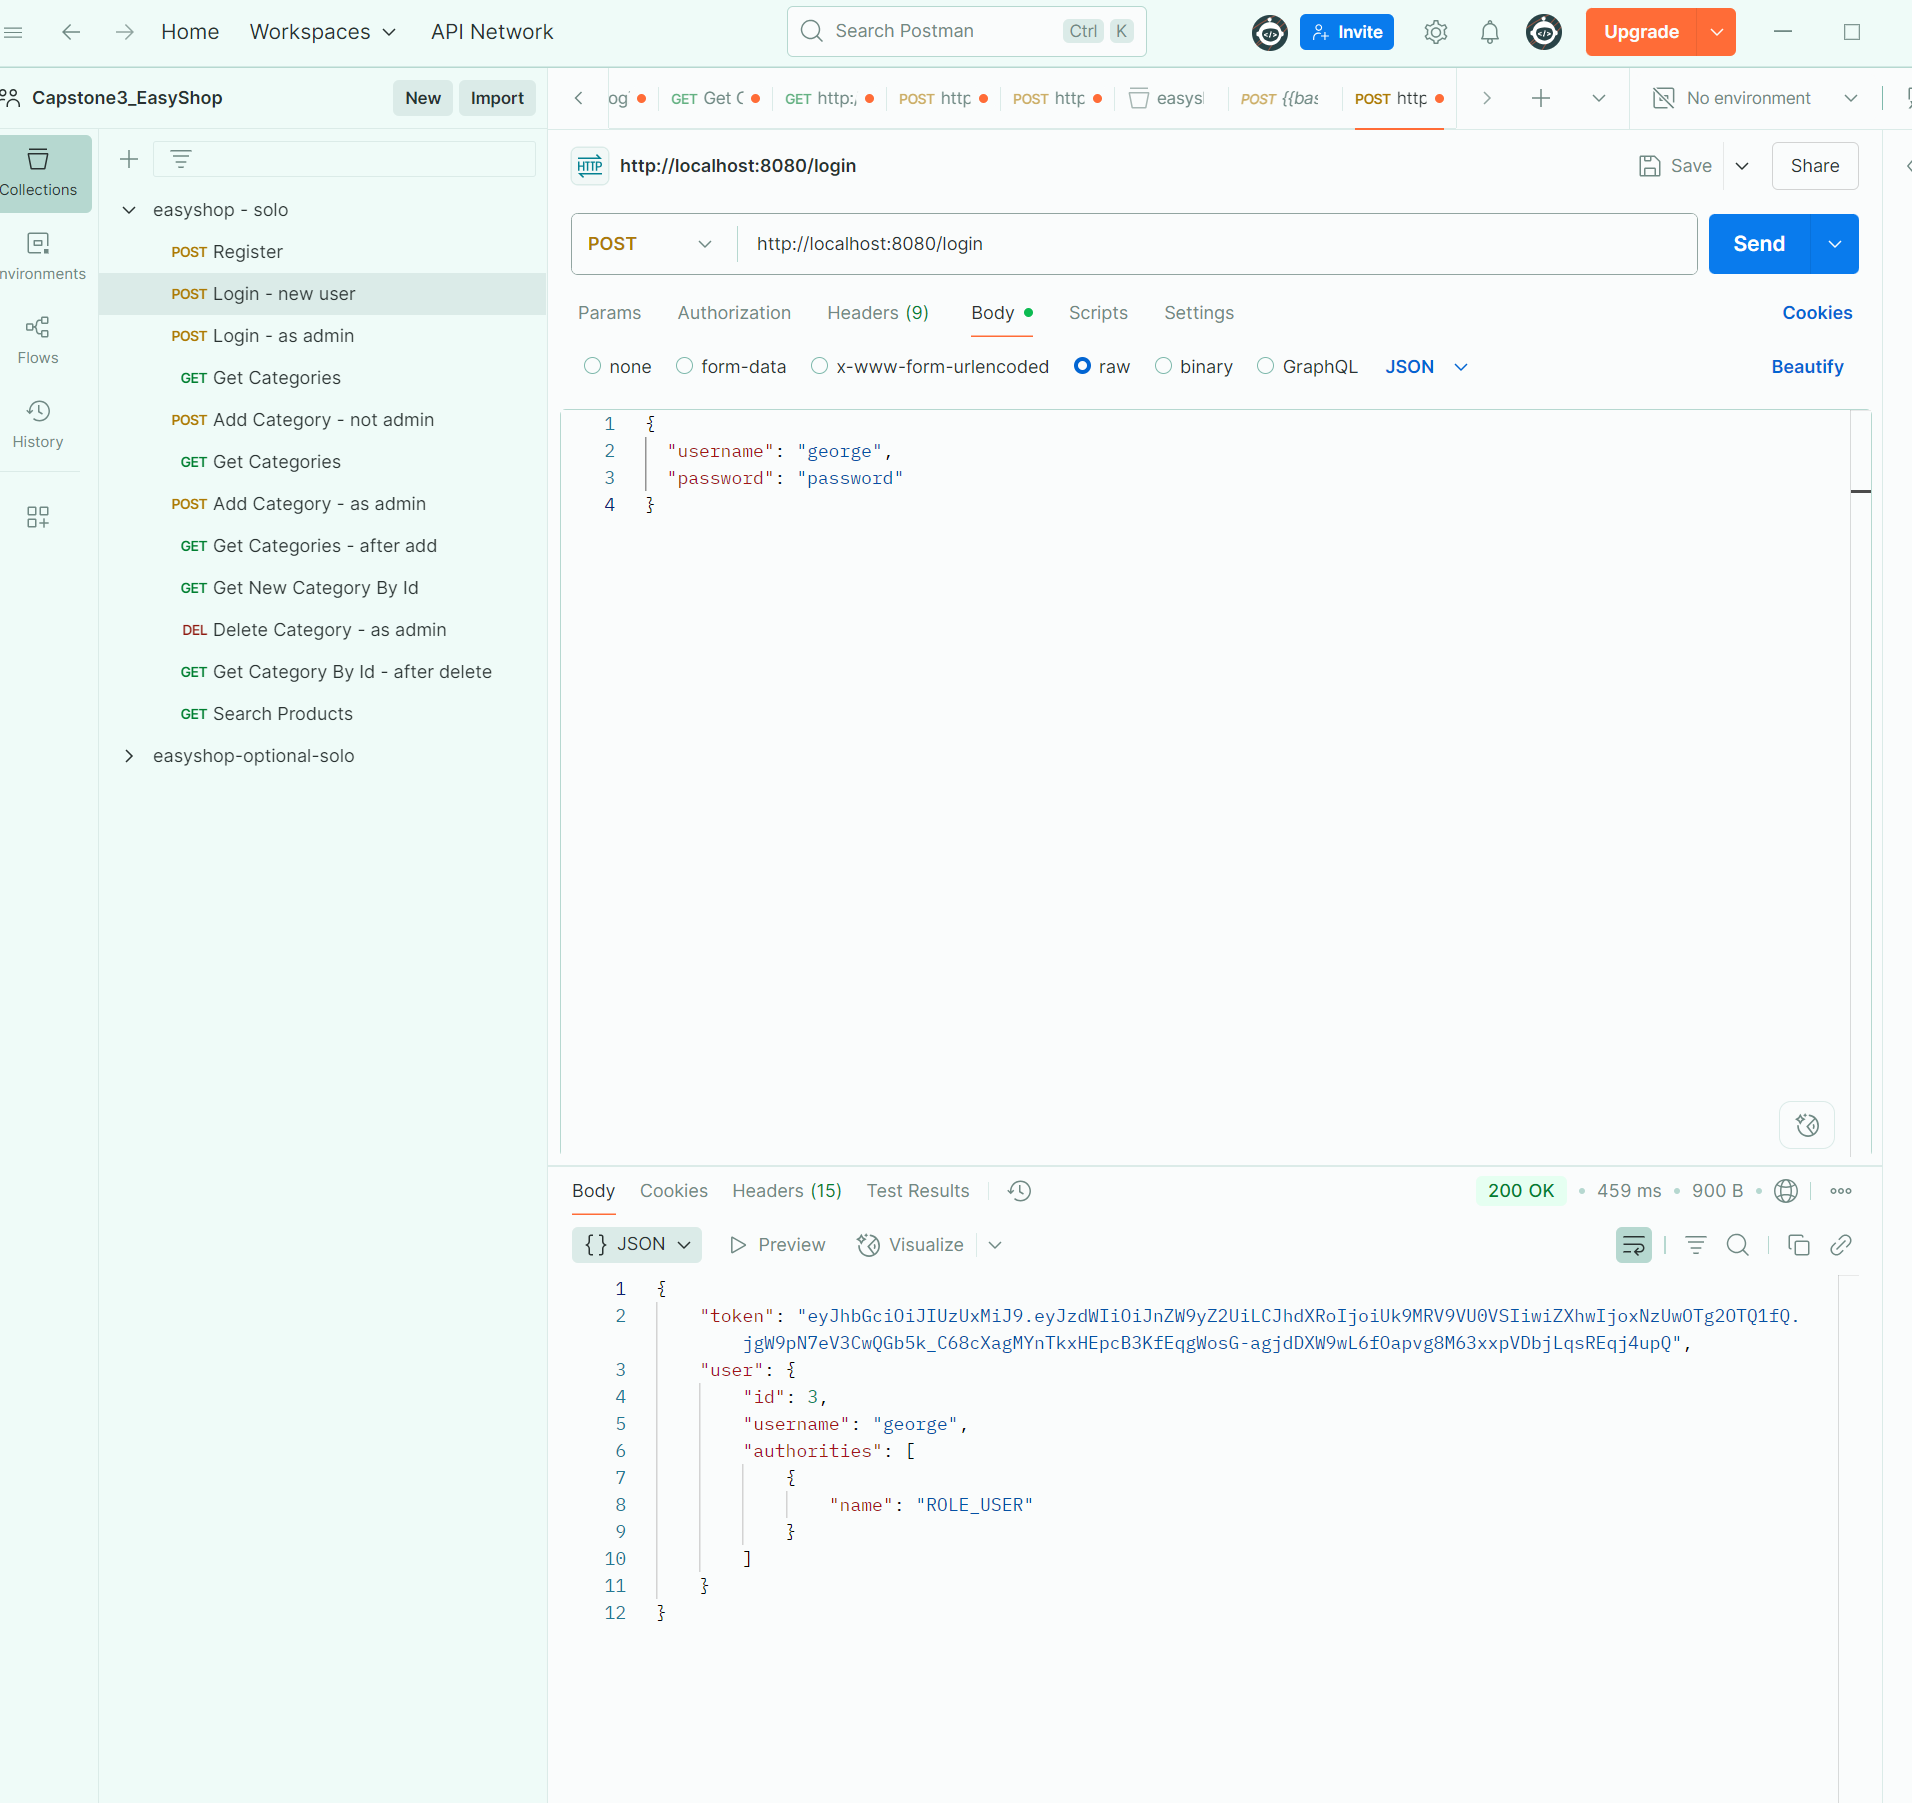 Home
Workspaces
API Network
Search Postman
Ctrl
K
Invite
Upgrade
Capstone3_EasyShop
New
Import
GET Get
GET http:/
POST http
POST http
easys
POST {{bas
POST http
No environment
Collections
nvironments
Flows
History
easyshop - solo
POST Register
POST Login - new user
POST Login - as admin
GET Get Categories
POST Add Category - not admin
GET Get Categories
POST Add Category - as admin
GET Get Categories - after add
GET Get New Category By Id
DEL Delete Category - as admin
GET Get Category By Id - after delete
GET Search Products
easyshop-optional-solo
HTTP http://localhost:8080/login
Save
Share
POST
http://localhost:8080/login
Send
Params
Authorization
Headers (9)
Body
Scripts
Settings
Cookies
none
form-data
x-www-form-urlencoded
raw
binary
GraphQL
JSON
Beautify
1 {
2 "username": "george",
3 "password": "password"
4 }
Body
Cookies
Headers (15)
Test Results
200 OK
459 ms
900 B
{} JSON
Preview
Visualize
1 {
2 "token": "eyJhbGciOiJIUzUxMiJ9.eyJzdWIiOiJnZW9yZ2UiLCJhdXRoIjoiUk9MRV9VU0VSIiwiZXhwIjoxNzUwOTg2OTQ1fQ.
jgW9pN7eV3CwQGb5k_C68cXagMYnTkxHEpcB3KfEqgWosG-agjdDXW9wL6fOapvg8M63xxpVDbjLqsREqj4upQ",
3 "user": {
4 "id": 3,
5 "username": "george",
6 "authorities": [
7 {
8 "name": "ROLE_USER"
9 }
10 ]
11 }
12 }